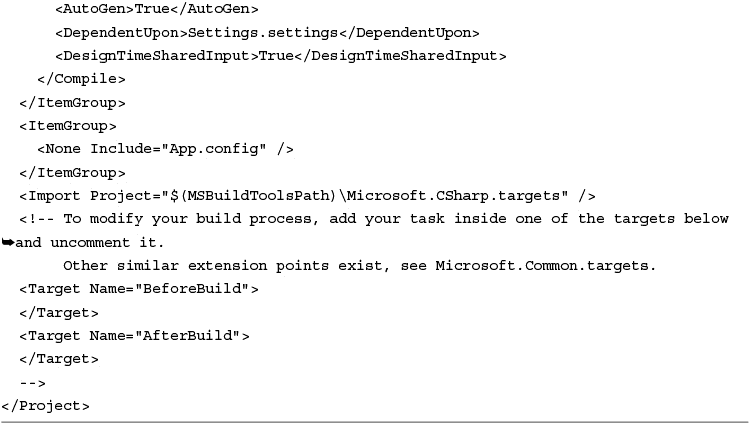 <AutoGen>True</AutoGen>
      <DependentUpon>Settings.settings</DependentUpon>
      <DesignTimeSharedInput>True</DesignTimeSharedInput>
    </Compile>
  </ItemGroup>
  <ItemGroup>
    <None Include="App.config" />
  </ItemGroup>
  <Import Project="$(MSBuildToolsPath)\Microsoft.CSharp.targets" />
  <!-- To modify your build process, add your task inside one of the targets below
➥and uncomment it.
       Other similar extension points exist, see Microsoft.Common.targets.
  <Target Name="BeforeBuild">
  </Target>
  <Target Name="AfterBuild">
  </Target>
  -->
</Project>